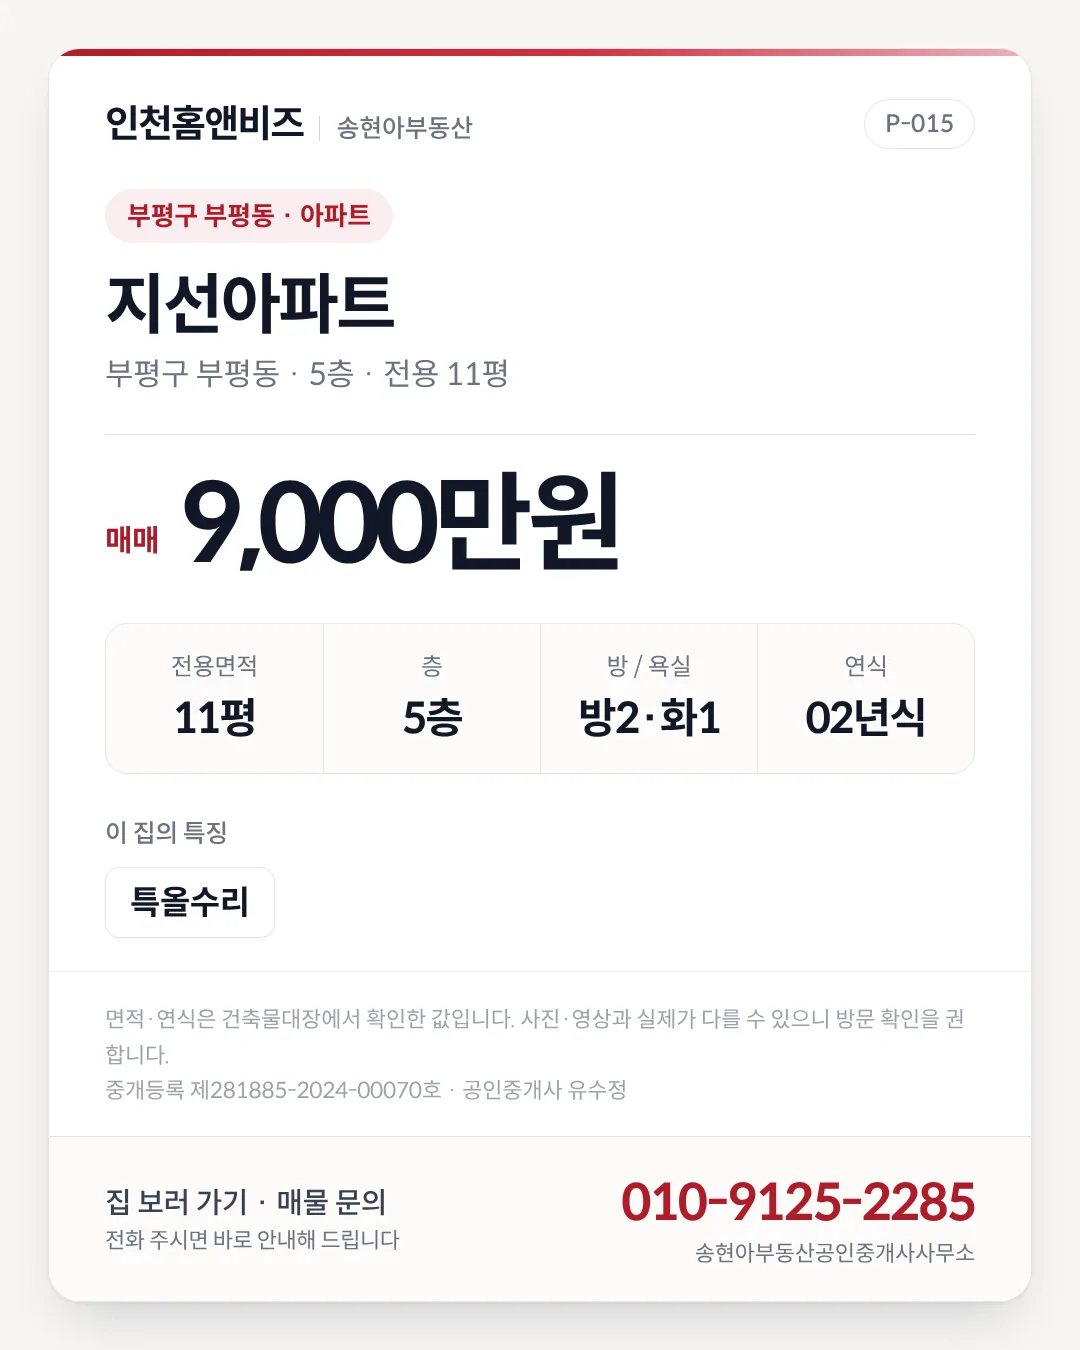 인천홈앤비즈 | 송현아부동산
P-015
부평구 부평동 · 아파트
지선아파트
부평구 부평동 · 5층 · 전용 11평
매매 9,000만원
전용면적 층 방 / 욕실 연식
11평 5층 방2·화1 02년식
이 집의 특징
특올수리
면적·연식은 건축물대장에서 확인한 값입니다. 사진·영상과 실제가 다를 수 있으니 방문 확인을 권
합니다.
중개등록 제281885-2024-00070호 · 공인중개사 유수정
집 보러 가기 · 매물 문의
전화 주시면 바로 안내해 드립니다
010-9125-2285
송현아부동산공인중개사사무소